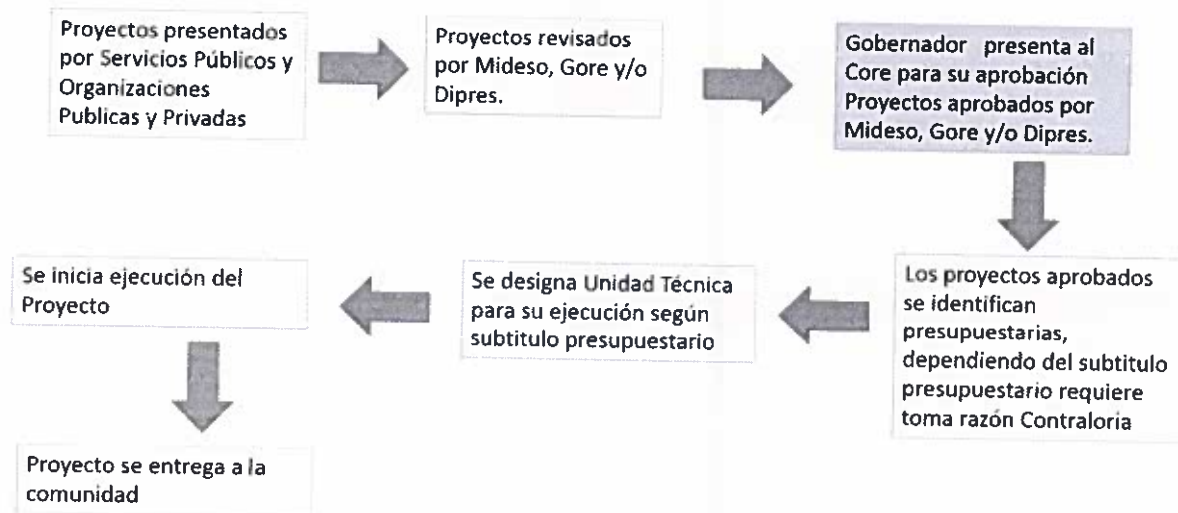 Proyectos presentados
por Servicios Públicos y
Organizaciones
Publicas y Privadas
Proyectos revisados
por Mideso, Gore y/o
Dipres.
Gobernador presenta al
Core para su aprobación
Proyectos aprobados por
Mideso, Gore y/o Dipres.
Los proyectos aprobados
se identifican
presupuestarias,
dependiendo del subtitulo
presupuestario requiere
toma razón Contraloria
Se designa Unidad Técnica
para su ejecución según
subtitulo presupuestario
Se inicia ejecución del
Proyecto
Proyecto se entrega a la
comunidad